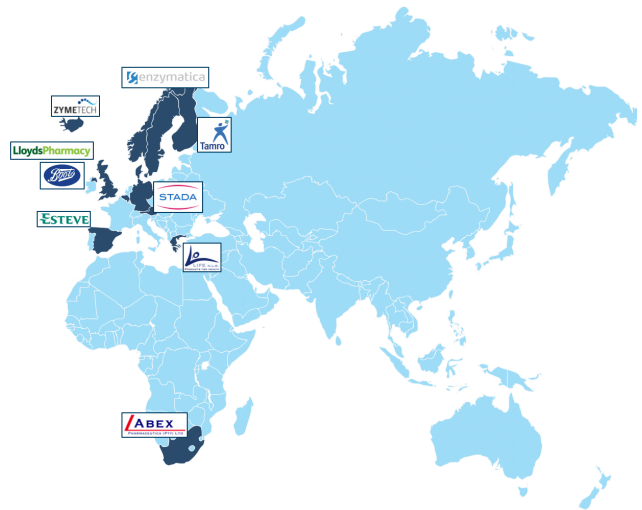 enzymatica
ZYMETECH
Tamro
LloydsPharmacy
Boots
STADA
ESTEVE
ABEX
PHARMACEUTICA (PTY) LTD